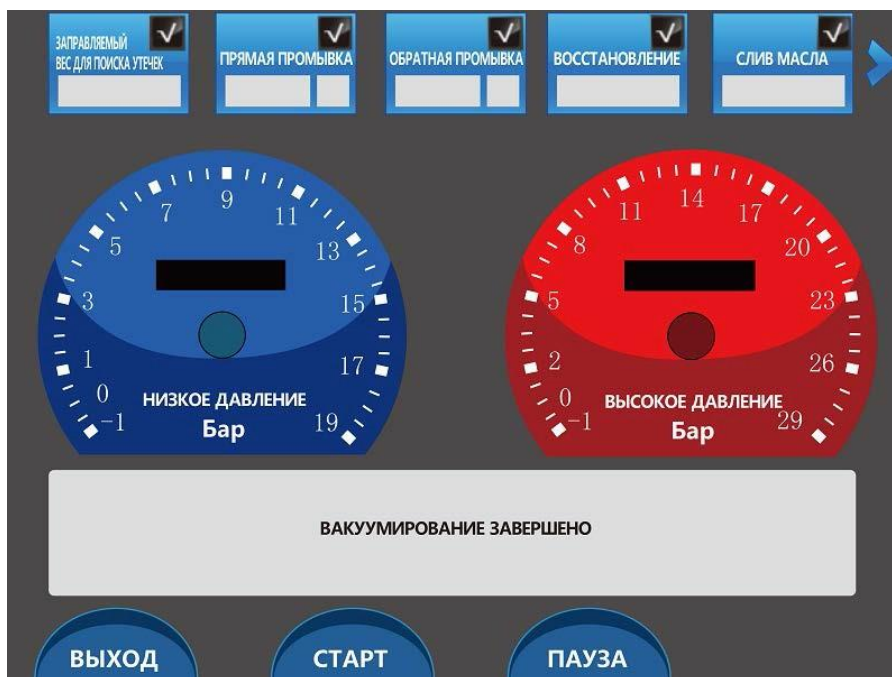 ЗАПРАВЛЯЕМЫЙ
ВЕС ДЛЯ ПОИСКА УТЕЧЕК
ПРЯМАЯ ПРОМЫВКА
ОБРАТНАЯ ПРОМЫВКА
ВОССТАНОВЛЕНИЕ
СЛИВ МАСЛА
-1
0
1
3
5
7
9
11
13
15
17
19
НИЗКОЕ ДАВЛЕНИЕ
Бар
-1
0
2
5
8
11
14
17
20
23
26
29
ВЫСОКОЕ ДАВЛЕНИЕ
Бар
ВАКУУМИРОВАНИЕ ЗАВЕРШЕНО
ВЫХОД
СТАРТ
ПАУЗА